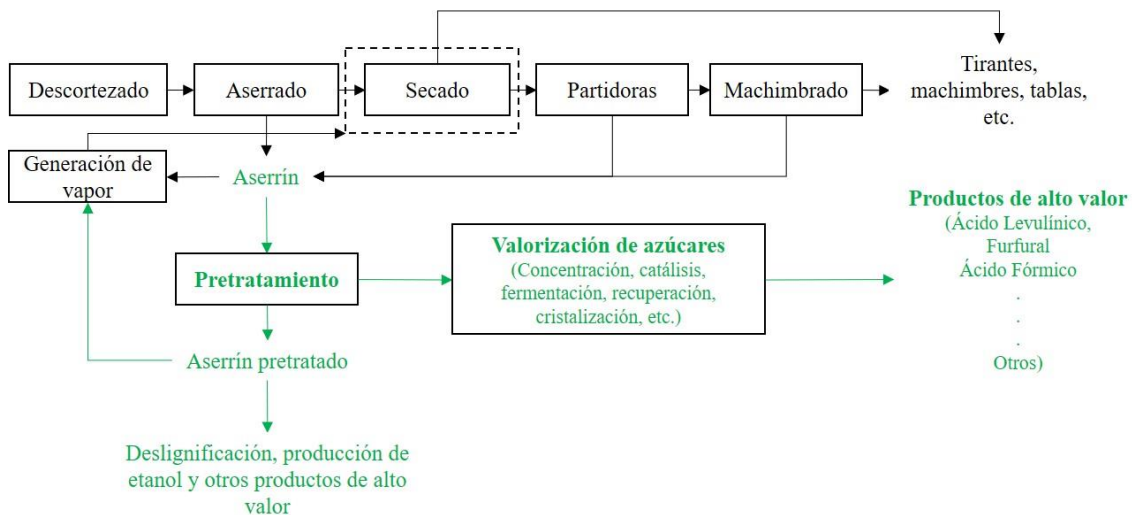 Descortezado
Aserrado
Secado
Partidoras
Machimbrado
Tirantes,
machimbres, tablas,
etc.
Generación de
vapor
Aserrín
Pretratamiento
Valorización de azúcares
(Concentración, catálisis,
fermentación, recuperación,
cristalización, etc.)
Productos de alto valor
(Ácido Levulínico,
Furfural
Ácido Fórmico
.
.
.
Otros)
Aserrín pretratado
Deslignificación, producción de
etanol y otros productos de alto
valor